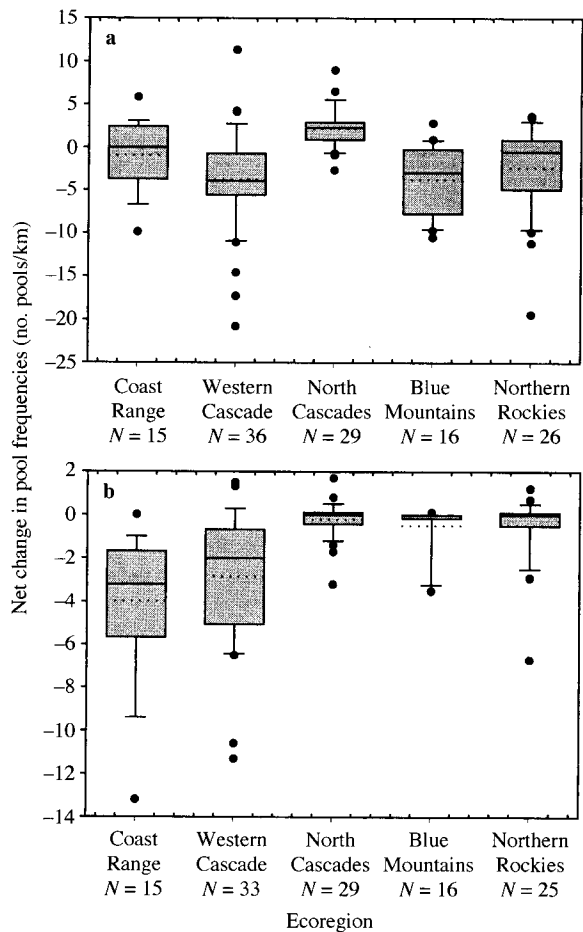 Net change in pool frequencies (no. pools/km)
a
15
10
5
0
−5
−10
−15
−20
−25
Coast Western North Blue Northern
Range Cascade Cascades Mountains Rockies
N = 15 N = 36 N = 29 N = 16 N = 26
b
2
0
−2
−4
−6
−8
−10
−12
−14
Coast Western North Blue Northern
Range Cascade Cascades Mountains Rockies
N = 15 N = 33 N = 29 N = 16 N = 25
Ecoregion